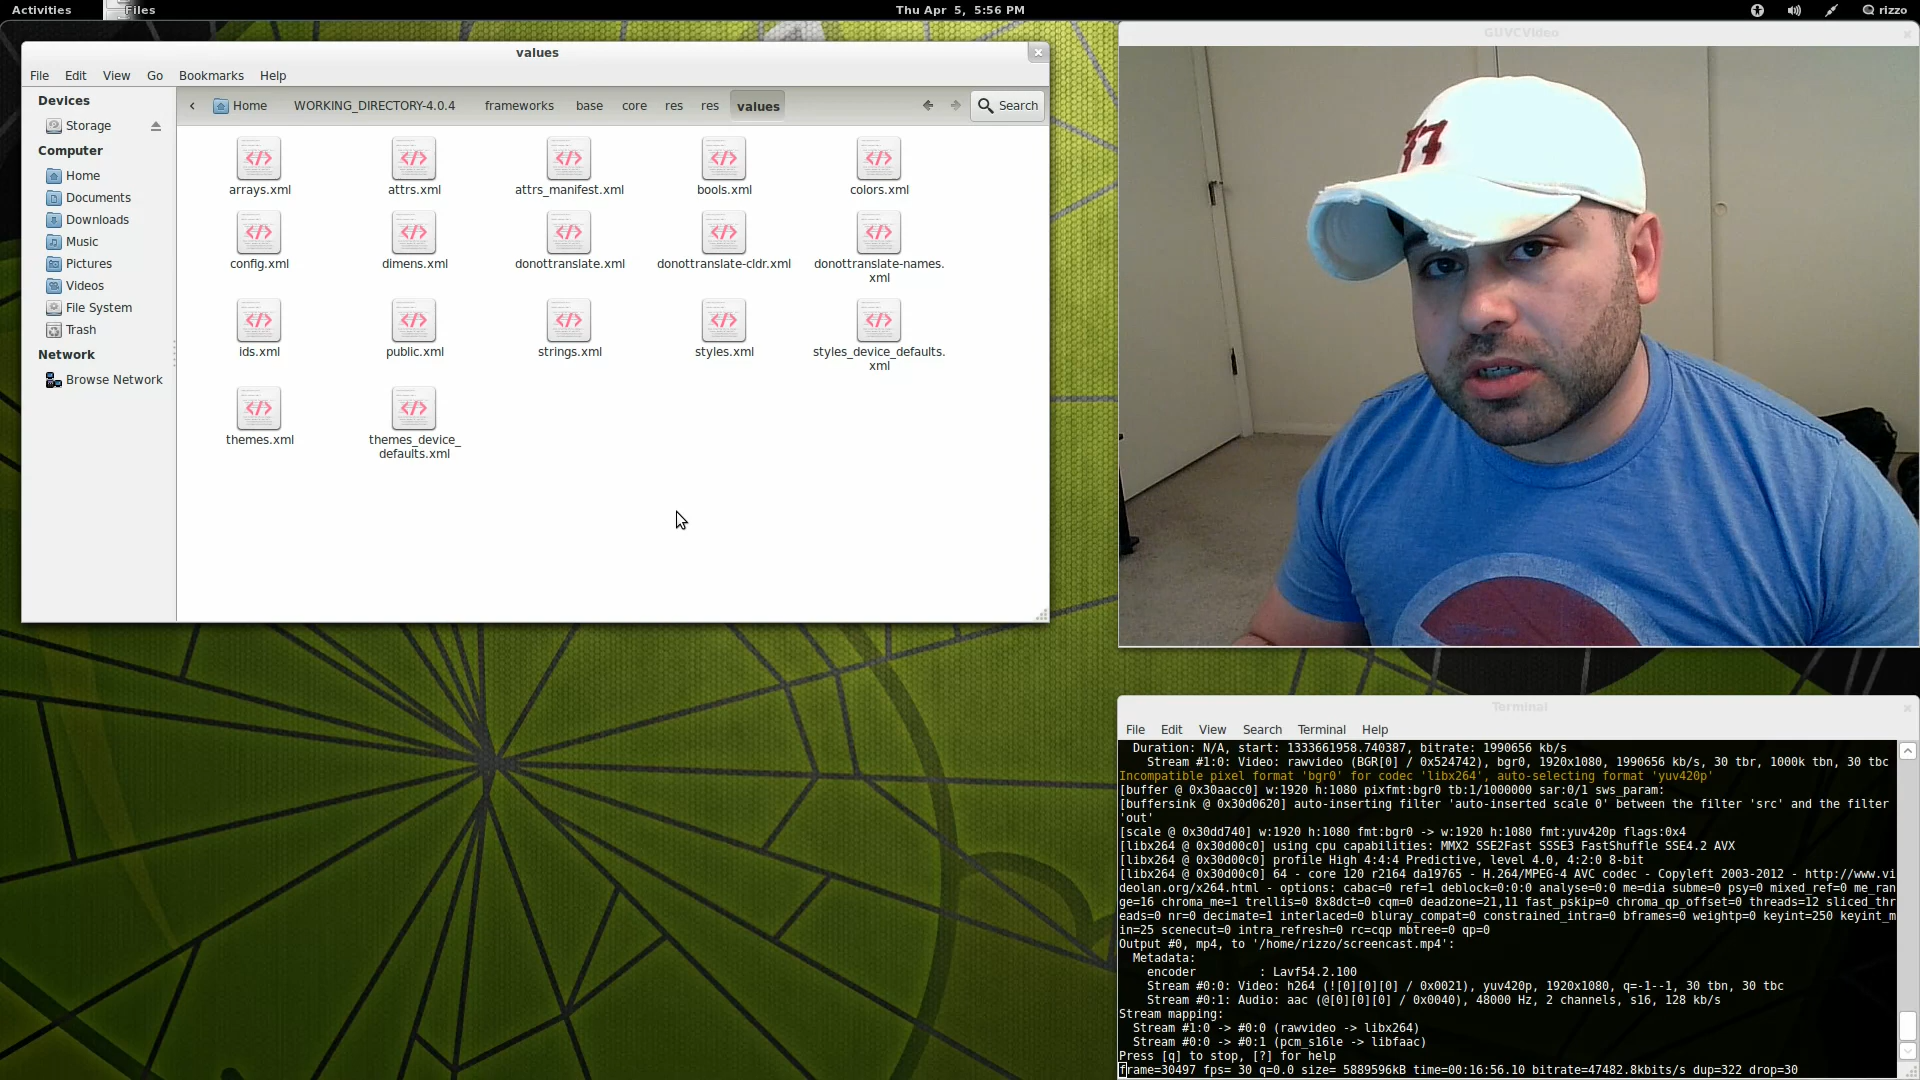 Activities
Files
Thu Apr 5, 5:56 PM
rizzo
values
File Edit View Go Bookmarks Help
Devices
Storage
Computer
Home
Documents
Downloads
Music
Pictures
Videos
File System
Trash
Network
Browse Network
Home WORKING_DIRECTORY-4.0.4 frameworks base core res res values
Search
arrays.xml attrs.xml attrs_manifest.xml bools.xml colors.xml
config.xml dimens.xml donottranslate.xml donottranslate-cldr.xml donottranslate-names.
xml
ids.xml public.xml strings.xml styles.xml styles_device_defaults.
xml
themes.xml themes_device_
defaults.xml
GUVCVideo
Terminal
File Edit View Search Terminal Help
Duration: N/A, start: 1333661958.740387, bitrate: 1990656 kb/s
Stream #1:0: Video: rawvideo (BGR[0] / 0x524742), bgr0, 1920x1080, 1990656 kb/s, 30 tbr, 1000k tbn, 30 tbc
Incompatible pixel format 'bgr0' for codec 'libx264', auto-selecting format 'yuv420p'
[buffer @ 0x30aacc0] w:1920 h:1080 pixfmt:bgr0 tb:1/1000000 sar:0/1 sws_param:
[buffersink @ 0x30d0620] auto-inserting filter 'auto-inserted scale 0' between the filter 'src' and the filter
'out'
[scale @ 0x30dd740] w:1920 h:1080 fmt:bgr0 -> w:1920 h:1080 fmt:yuv420p flags:0x4
[libx264 @ 0x30d00c0] using cpu capabilities: MMX2 SSE2Fast SSSE3 FastShuffle SSE4.2 AVX
[libx264 @ 0x30d00c0] profile High 4:4:4 Predictive, level 4.0, 4:2:0 8-bit
[libx264 @ 0x30d00c0] 64 - core 120 r2164 da19765 - H.264/MPEG-4 AVC codec - Copyleft 2003-2012 - http://www.vi
deolan.org/x264.html - options: cabac=0 ref=1 deblock=0:0:0 analyse=0:0 me=dia subme=0 psy=0 mixed_ref=0 me_ran
ge=16 chroma_me=1 trellis=0 8x8dct=0 cqm=0 deadzone=21,11 fast_pskip=0 chroma_qp_offset=0 threads=12 sliced_thr
eads=0 nr=0 decimate=1 interlaced=0 bluray_compat=0 constrained_intra=0 bframes=0 weightp=0 keyint=250 keyint_m
in=25 scenecut=0 intra_refresh=0 rc=cqp mbtree=0 qp=0
Output #0, mp4, to '/home/rizzo/screencast.mp4':
Metadata:
encoder : Lavf54.2.100
Stream #0:0: Video: h264 (![0][0][0] / 0x0021), yuv420p, 1920x1080, q=-1--1, 30 tbn, 30 tbc
Stream #0:1: Audio: aac (@[0][0][0] / 0x0040), 48000 Hz, 2 channels, s16, 128 kb/s
Stream mapping:
Stream #1:0 -> #0:0 (rawvideo -> libx264)
Stream #0:0 -> #0:1 (pcm_s16le -> libfaac)
Press [q] to stop, [?] for help
frame=30497 fps= 30 q=0.0 size= 5889596kB time=00:16:56.10 bitrate=47482.8kbits/s dup=322 drop=30